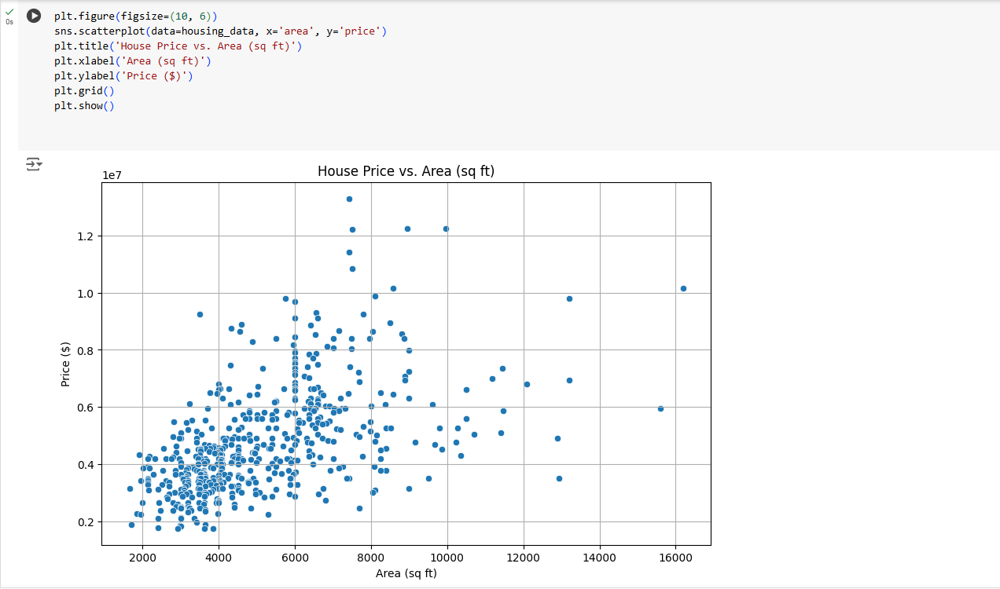 0s
plt.figure(figsize=(10, 6))
sns.scatterplot(data=housing_data, x='area', y='price')
plt.title('House Price vs. Area (sq ft)')
plt.xlabel('Area (sq ft)')
plt.ylabel('Price ($)')
plt.grid()
plt.show()
House Price vs. Area (sq ft)
1e7
1.2
1.0
0.8
0.6
0.4
0.2
Price ($)
2000 4000 6000 8000 10000 12000 14000 16000
Area (sq ft)